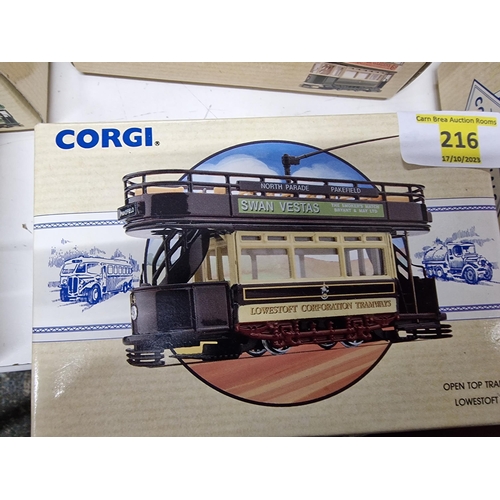 CORGI®
Carn Brea Auction Rooms
216
17/10/2023
NORTH PARADE PAKEFIELD
SWAN VESTAS
LOWESTOFT CORPORATION TRAMWAYS
OPEN TOP TRA
LOWESTOFT